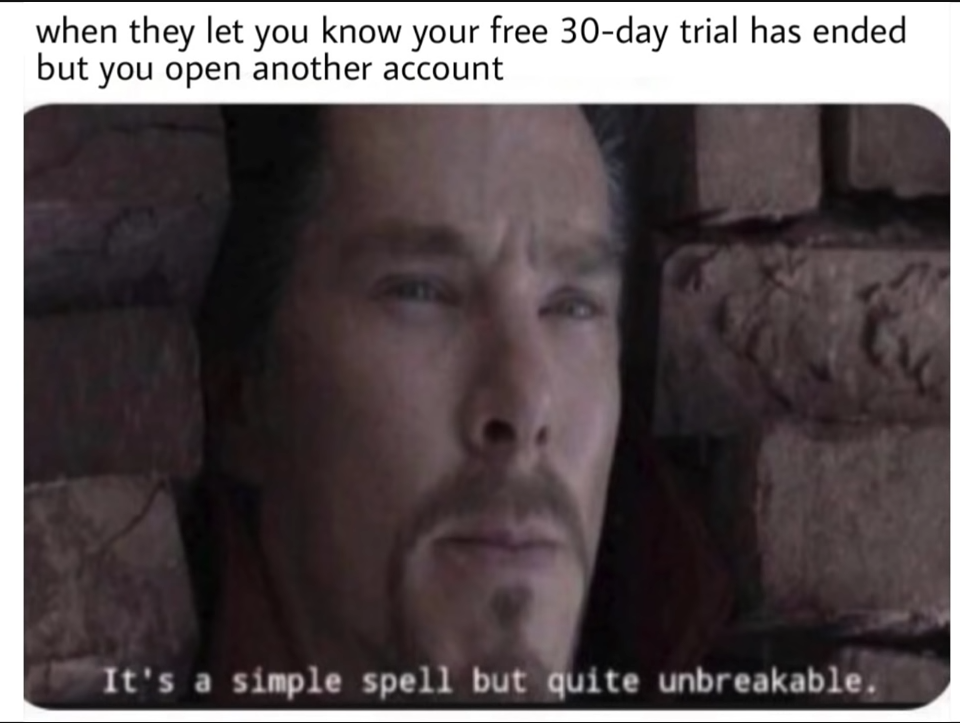 when they let you know your free 30-day trial has ended
but you open another account
It's a simple spell but quite unbreakable.